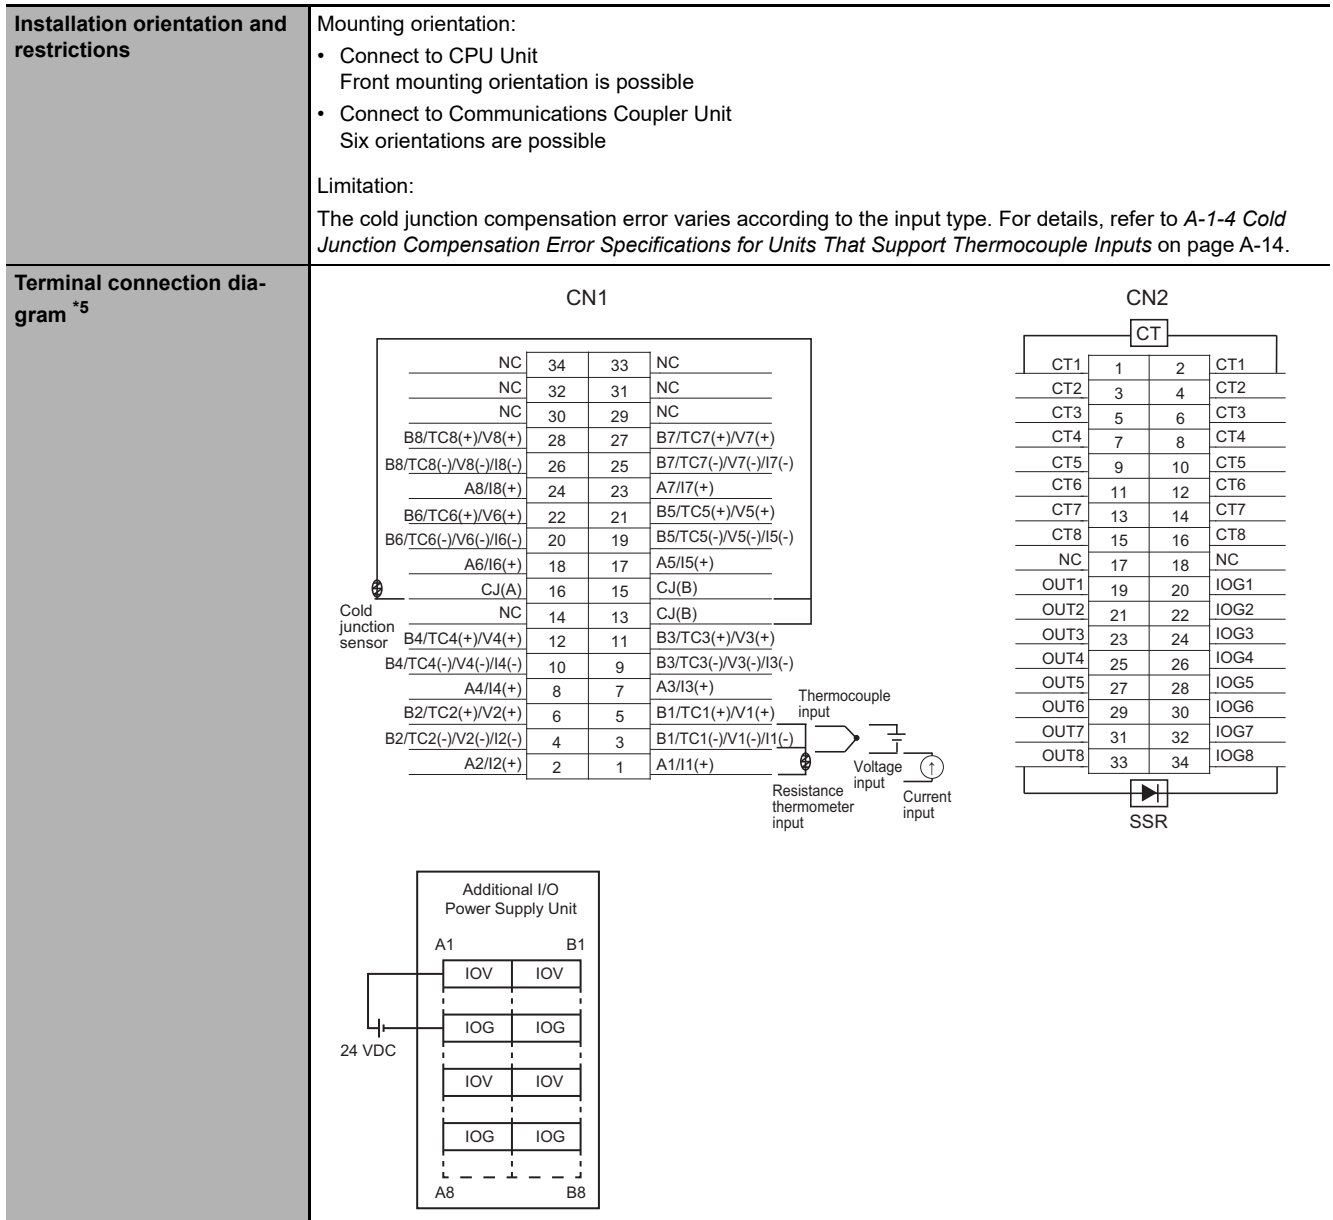 Installation orientation and
restrictions
Mounting orientation:
• Connect to CPU Unit
Front mounting orientation is possible
• Connect to Communications Coupler Unit
Six orientations are possible
Limitation:
The cold junction compensation error varies according to the input type. For details, refer to A-1-4 Cold
Junction Compensation Error Specifications for Units That Support Thermocouple Inputs on page A-14.
Terminal connection dia-
gram *5
CN1
NC 34 33 NC
NC 32 31 NC
NC 30 29 NC
B8/TC8(+)/V8(+) 28 27 B7/TC7(+)/V7(+)
B8/TC8(-)/V8(-)/I8(-) 26 25 B7/TC7(-)/V7(-)/I7(-)
A8/I8(+) 24 23 A7/I7(+)
B6/TC6(+)/V6(+) 22 21 B5/TC5(+)/V5(+)
B6/TC6(-)/V6(-)/I6(-) 20 19 B5/TC5(-)/V5(-)/I5(-)
A6/I6(+) 18 17 A5/I5(+)
CJ(A) 16 15 CJ(B)
NC 14 13 CJ(B)
B4/TC4(+)/V4(+) 12 11 B3/TC3(+)/V3(+)
B4/TC4(-)/V4(-)/I4(-) 10 9 B3/TC3(-)/V3(-)/I3(-)
A4/I4(+) 8 7 A3/I3(+)
B2/TC2(+)/V2(+) 6 5 B1/TC1(+)/V1(+)
B2/TC2(-)/V2(-)/I2(-) 4 3 B1/TC1(-)/V1(-)/I1(-)
A2/I2(+) 2 1 A1/I1(+)
Cold
junction
sensor
Thermocouple
input
Voltage
input
Current
input
Resistance
thermometer
input
CN2
CT
CT1 1 2 CT1
CT2 3 4 CT2
CT3 5 6 CT3
CT4 7 8 CT4
CT5 9 10 CT5
CT6 11 12 CT6
CT7 13 14 CT7
CT8 15 16 CT8
NC 17 18 NC
OUT1 19 20 IOG1
OUT2 21 22 IOG2
OUT3 23 24 IOG3
OUT4 25 26 IOG4
OUT5 27 28 IOG5
OUT6 29 30 IOG6
OUT7 31 32 IOG7
OUT8 33 34 IOG8
SSR
Additional I/O
Power Supply Unit
A1 B1
IOV IOV
IOG IOG
24 VDC
IOV IOV
IOG IOG
A8 B8